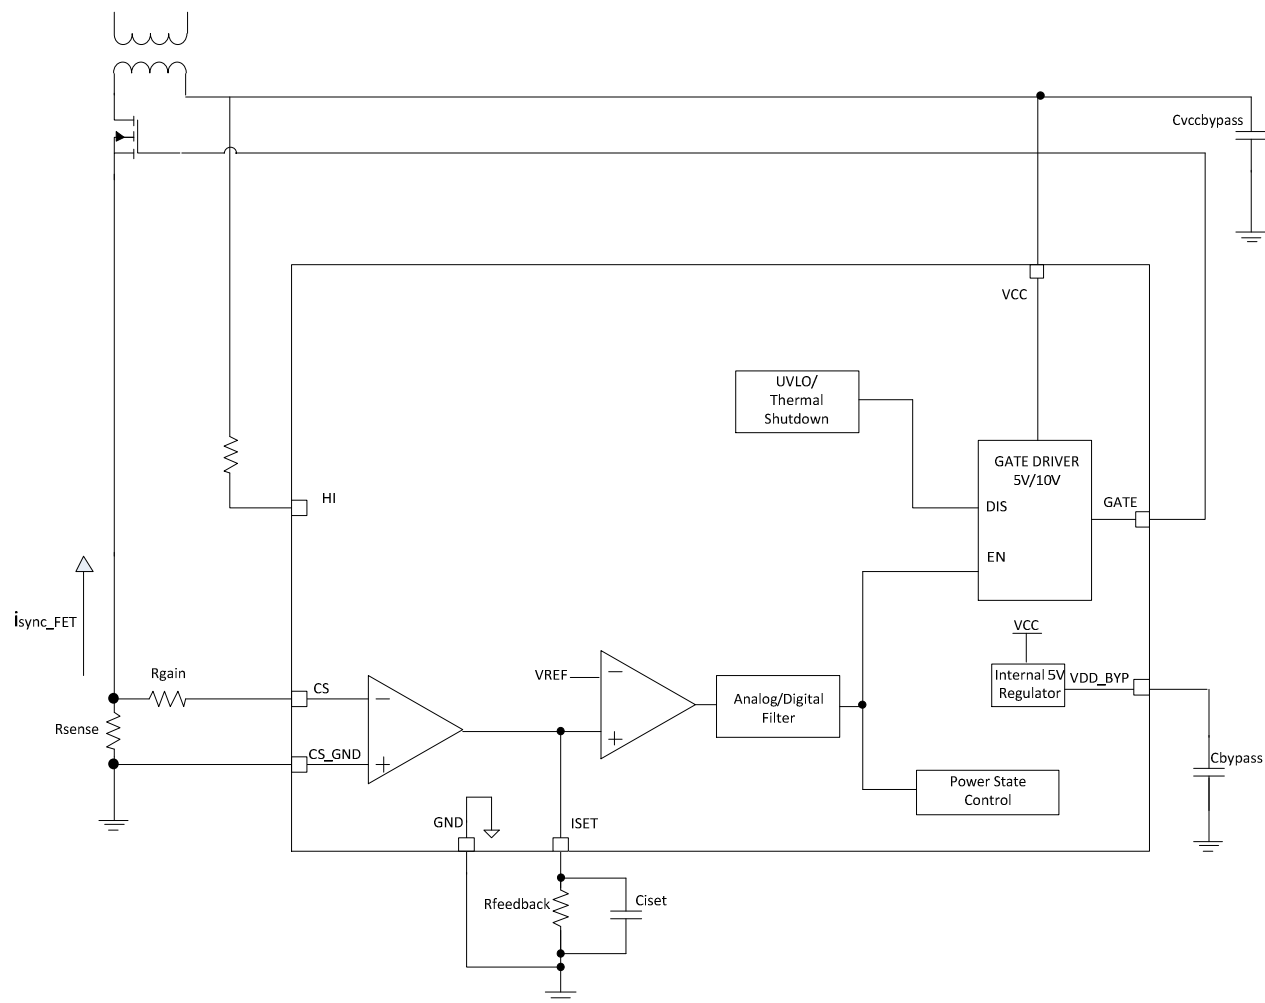 Cvccbypass
VCC
UVLO/
Thermal
Shutdown
GATE DRIVER
5V/10V
HI
DIS
GATE
EN
isync_FET
VCC
Rgain
CS
VREF
Internal 5V
Regulator
VDD_BYP
Analog/Digital
Filter
Rsense
CS_GND
Cbypass
Power State
Control
GND
ISET
Rfeedback
Ciset